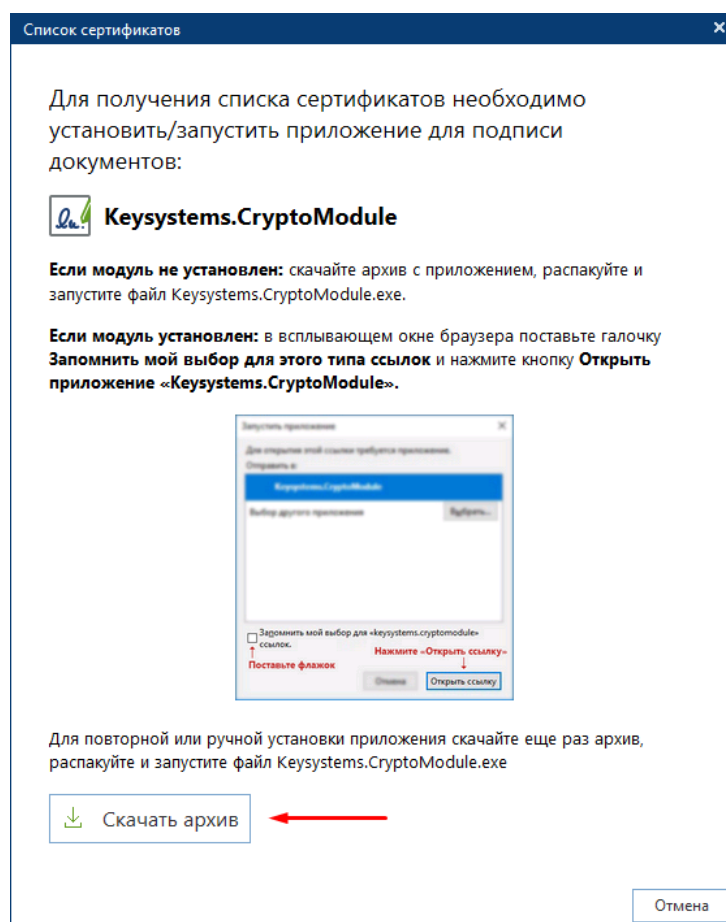 Список сертификатов
Для получения списка сертификатов необходимо
установить/запустить приложение для подписи
документов:
Keysystems.CryptoModule
Если модуль не установлен: скачайте архив с приложением, распакуйте и
запустите файл Keysystems.CryptoModule.exe.
Если модуль установлен: в всплывающем окне браузера поставьте галочку
Запомнить мой выбор для этого типа ссылок и нажмите кнопку Открыть
приложение «Keysystems.CryptoModule».
Запустить приложение
Для открытия этой ссылки требуется приложение.
Отправить в:
Keysystems.CryptoModule
Выбор другого приложения
Выбрать...
Запомнить мой выбор для «keysystems.cryptomodule»
ссылок.
Нажмите «Открыть ссылку»
Поставьте флажок
Отмена
Открыть ссылку
Для повторной или ручной установки приложения скачайте еще раз архив,
распакуйте и запустите файл Keysystems.CryptoModule.exe
Скачать архив
Отмена